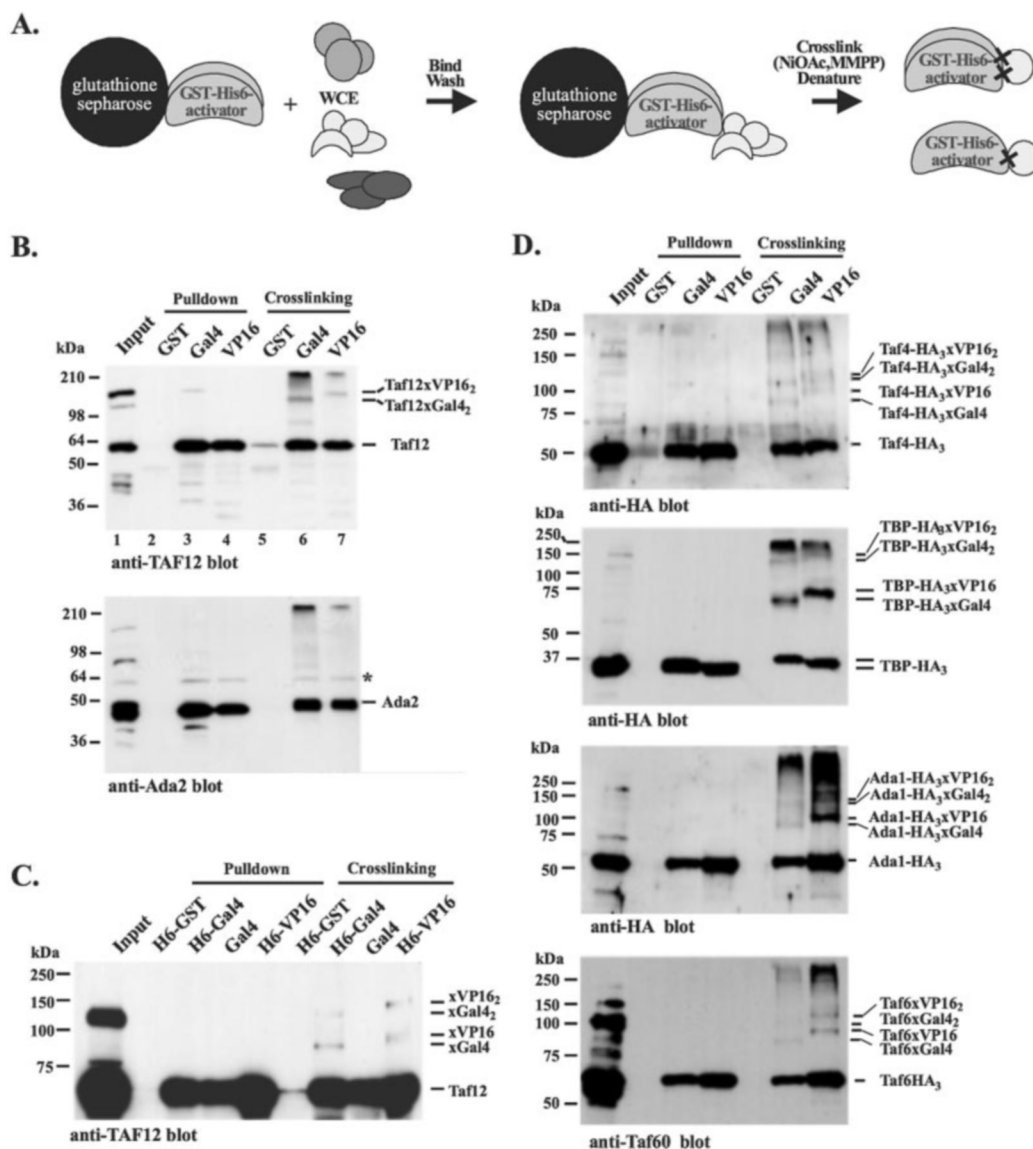 A.
glutathione
sepharose
GST-His6-
activator
+
WCE
Bind
Wash
glutathione
sepharose
GST-His6-
activator
Crosslink
(NiOAc,MMPP)
Denature
GST-His6-
activator
GST-His6-
activator
B.
Pulldown
Crosslinking
kDa
Input
GST
Gal4
VP16
GST
Gal4
VP16
210
98
64
50
36
Taf12xVP16₂
Taf12xGal4₂
Taf12
1 2 3 4 5 6 7
anti-TAF12 blot
210
98
64
50
36
*
Ada2
anti-Ada2 blot
C.
Pulldown
Crosslinking
kDa
Input
H6-GST
H6-Gal4
Gal4
H6-VP16
H6-GST
H6-Gal4
Gal4
H6-VP16
250
150
100
75
xVP16₂
xGal4₂
xVP16
xGal4
Taf12
anti-TAF12 blot
D.
Pulldown
Crosslinking
kDa
Input
GST
Gal4
VP16
GST
Gal4
VP16
250
150
100
75
50
Taf4-HA₃xVP16₂
Taf4-HA₃xGal4₂
Taf4-HA₃xVP16
Taf4-HA₃xGal4
Taf4-HA₃
anti-HA blot
kDa
250
150
100
75
50
37
TBP-HA₃xVP16₂
TBP-HA₃xGal4₂
TBP-HA₃xVP16
TBP-HA₃xGal4
TBP-HA₃
anti-HA blot
kDa
250
150
100
75
50
Ada1-HA₃xVP16₂
Ada1-HA₃xGal4₂
Ada1-HA₃xVP16
Ada1-HA₃xGal4
Ada1-HA₃
anti-HA blot
kDa
250
150
100
75
50
Taf6xVP16₂
Taf6xGal4₂
Taf6xVP16
Taf6xGal4
Taf6HA₃
anti-Taf60 blot